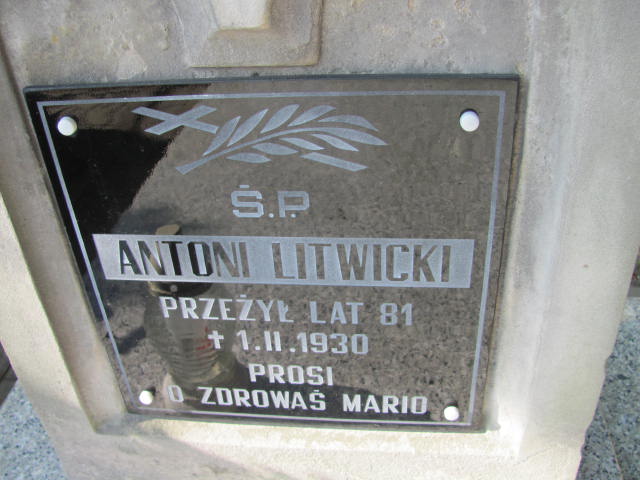 Ś.P.
ANTONI LITWICKI
PRZEŻYŁ LAT 81
✝ 1.II.1930
PROSI
O ZDROWAŚ MARIO